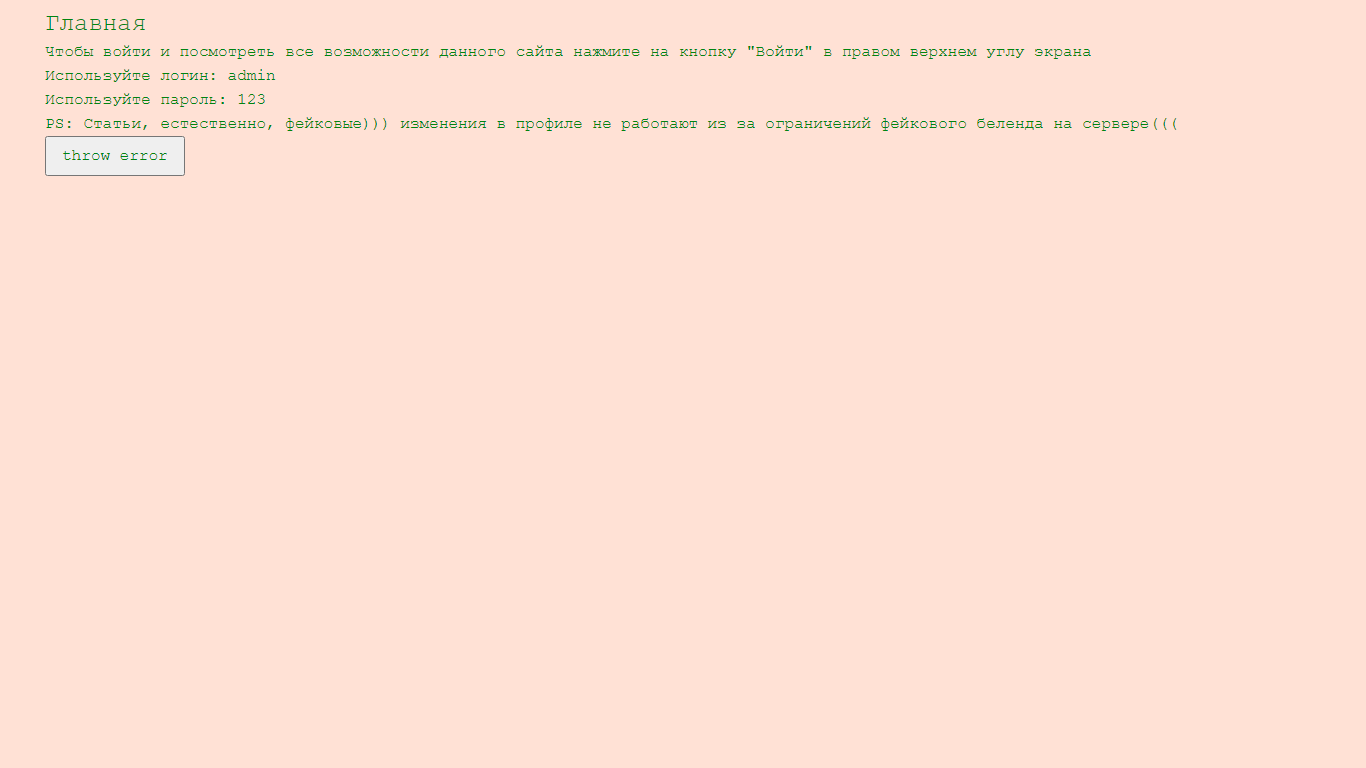 Главная
Чтобы войти и посмотреть все возможности данного сайта нажмите на кнопку "Войти" в правом верхнем углу экрана
Используйте логин: admin
Используйте пароль: 123
PS: Статьи, естественно, фейковые))) изменения в профиле не работают из за ограничений фейкового беленда на сервере(((
throw error